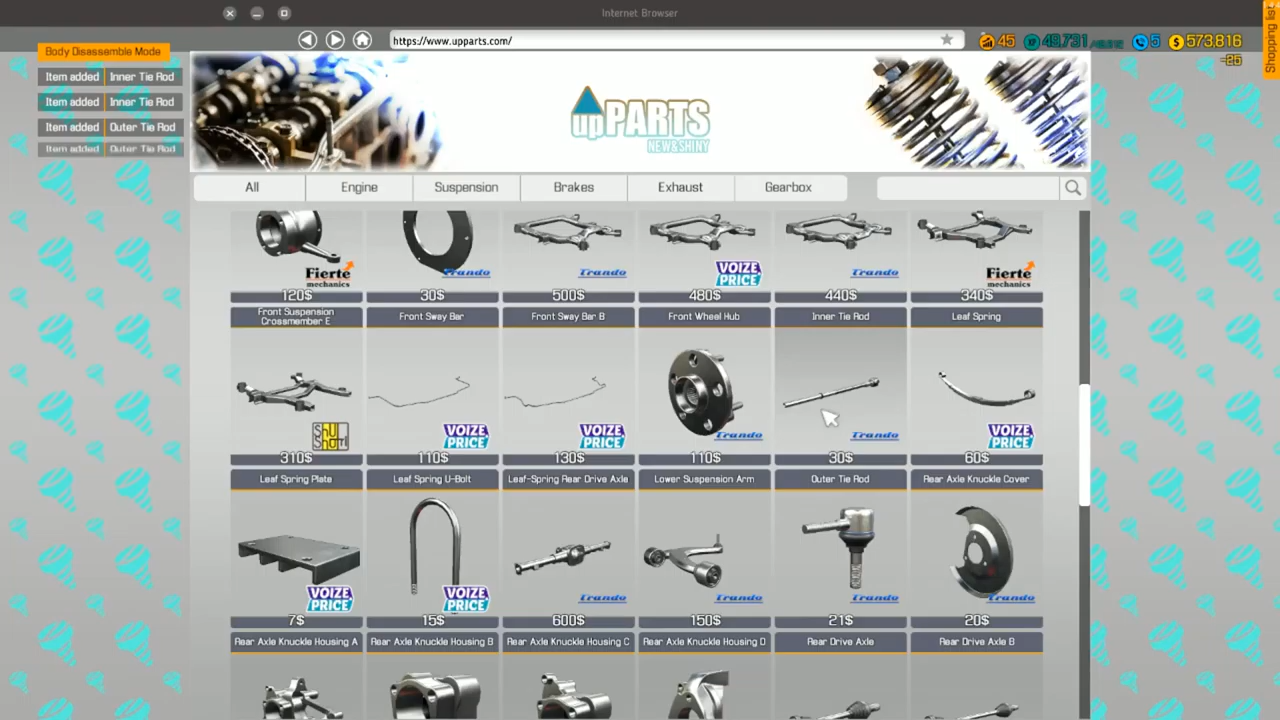 Internet Browser
Shopping list
https://www.upparts.com/
45
5
573,816
-25
Body Disassemble Mode
Item added Inner Tie Rod
Item added Inner Tie Rod
Item added Outer Tie Rod
Item added Outer Tie Rod
upPARTS
NEW&SHINY
All Engine Suspension Brakes Exhaust Gearbox
Fierte mechanics Trando Trando VOIZE PRICE Trando Fierte mechanics
120$ 30$ 500$ 480$ 440$ 340$
Front Suspension Crossmember E Front Sway Bar Front Sway Bar B Front Wheel Hub Inner Tie Rod Leaf Spring
VOIZE PRICE VOIZE PRICE Trando Trando VOIZE PRICE
310$ 110$ 130$ 110$ 30$ 60$
Leaf Spring Plate Leaf Spring U-Bolt Leaf-Spring Rear Drive Axle Lower Suspension Arm Outer Tie Rod Rear Axle Knuckle Cover
VOIZE PRICE VOIZE PRICE Trando Trando Trando Trando
7$ 15$ 600$ 150$ 21$ 20$
Rear Axle Knuckle Housing A Rear Axle Knuckle Housing B Rear Axle Knuckle Housing C Rear Axle Knuckle Housing D Rear Drive Axle Rear Drive Axle B